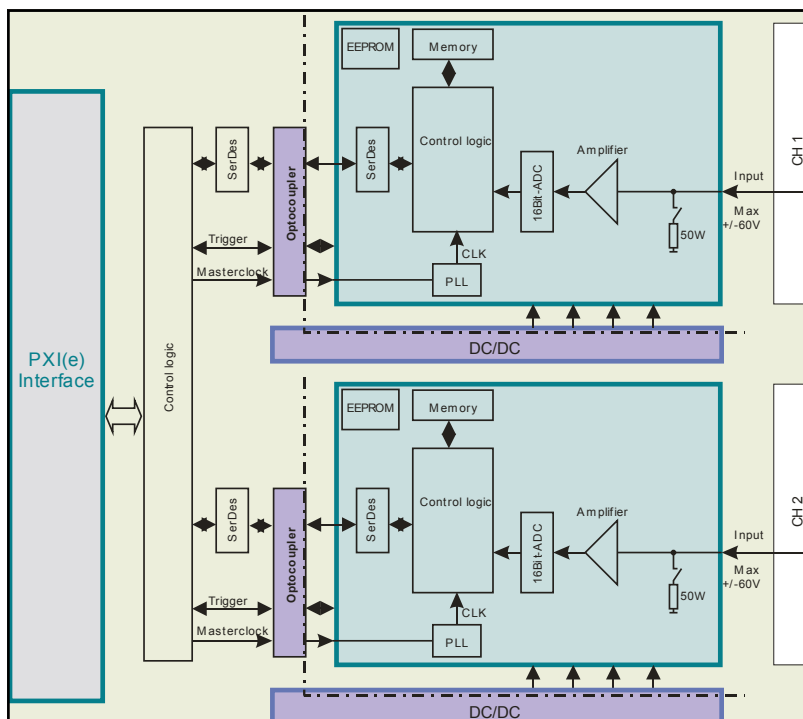 PXI(e)
Interface
Control logic
SerDes
Trigger
Masterclock
Optocoupler
EEPROM
Memory
SerDes
Control logic
CLK
PLL
16Bit-ADC
Amplifier
50W
Input
Max
+/-60V
CH 1
DC/DC
SerDes
Trigger
Masterclock
Optocoupler
EEPROM
Memory
SerDes
Control logic
CLK
PLL
16Bit-ADC
Amplifier
50W
Input
Max
+/-60V
CH 2
DC/DC